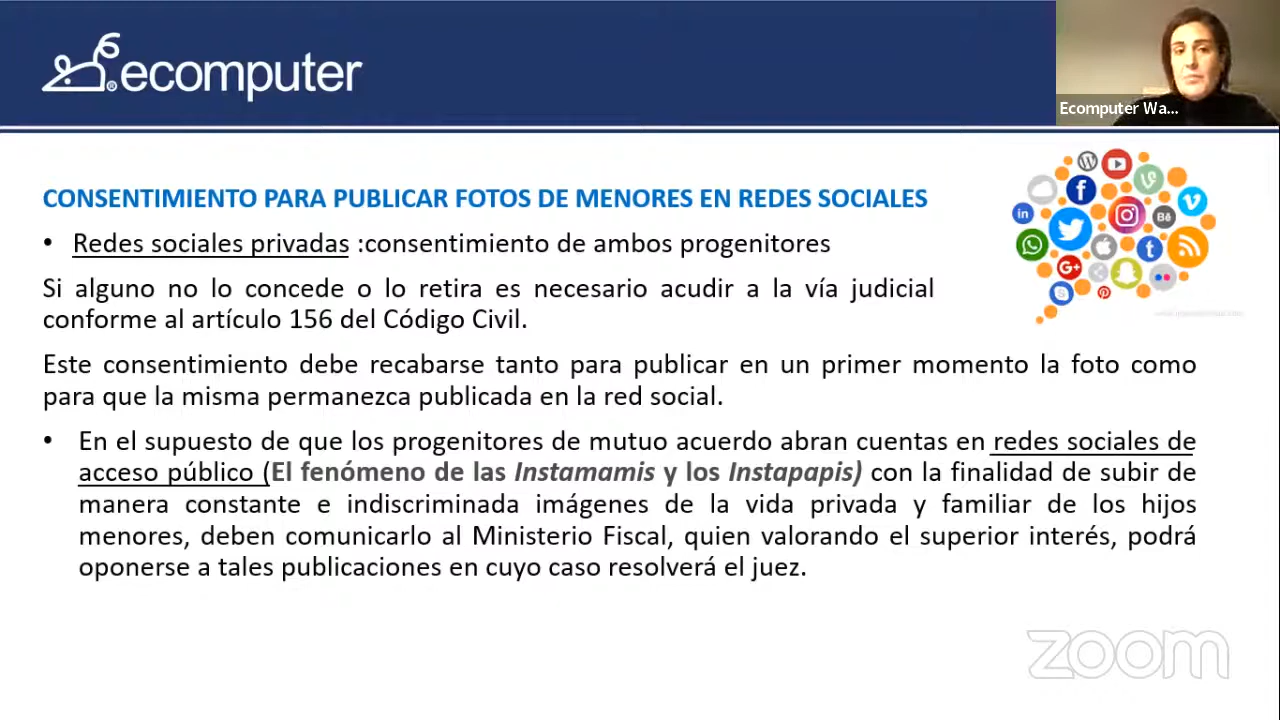 ecomputer
Ecomputer Wa...
CONSENTIMIENTO PARA PUBLICAR FOTOS DE MENORES EN REDES SOCIALES
• Redes sociales privadas :consentimiento de ambos progenitores
Si alguno no lo concede o lo retira es necesario acudir a la vía judicial
conforme al artículo 156 del Código Civil.
Este consentimiento debe recabarse tanto para publicar en un primer momento la foto como
para que la misma permanezca publicada en la red social.
• En el supuesto de que los progenitores de mutuo acuerdo abran cuentas en redes sociales de
acceso público (El fenómeno de las Instamamis y los Instapapis) con la finalidad de subir de
manera constante e indiscriminada imágenes de la vida privada y familiar de los hijos
menores, deben comunicarlo al Ministerio Fiscal, quien valorando el superior interés, podrá
oponerse a tales publicaciones en cuyo caso resolverá el juez.
zoom